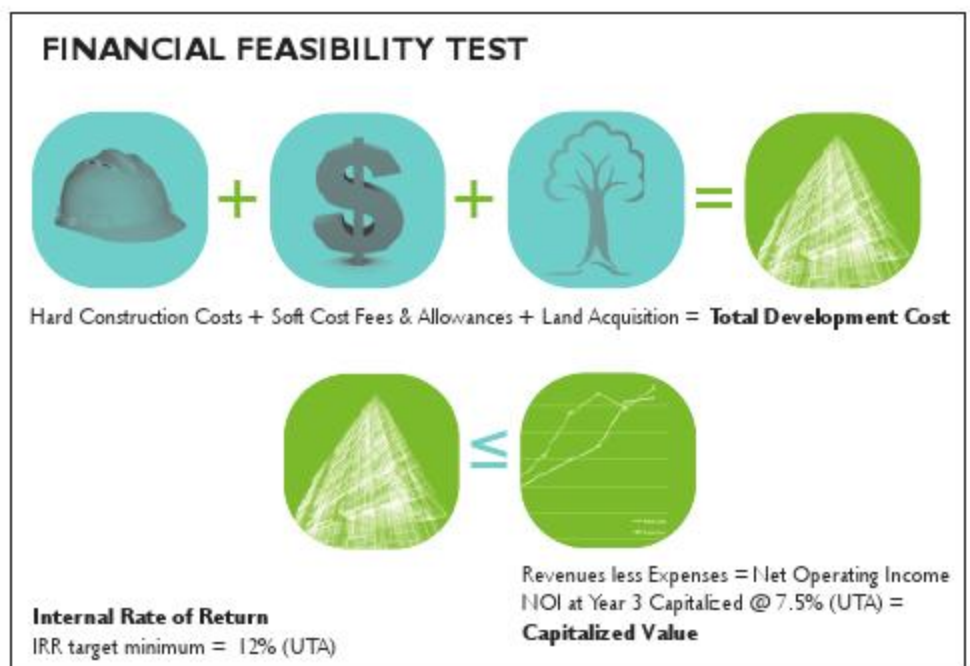 FINANCIAL FEASIBILITY TEST
+ + =
Hard Construction Costs + Soft Cost Fees & Allowances + Land Acquisition = Total Development Cost
≤
Revenues less Expenses = Net Operating Income
NOI at Year 3 Capitalized @ 7.5% (UTA) =
Capitalized Value
Internal Rate of Return
IRR target minimum = 12% (UTA)